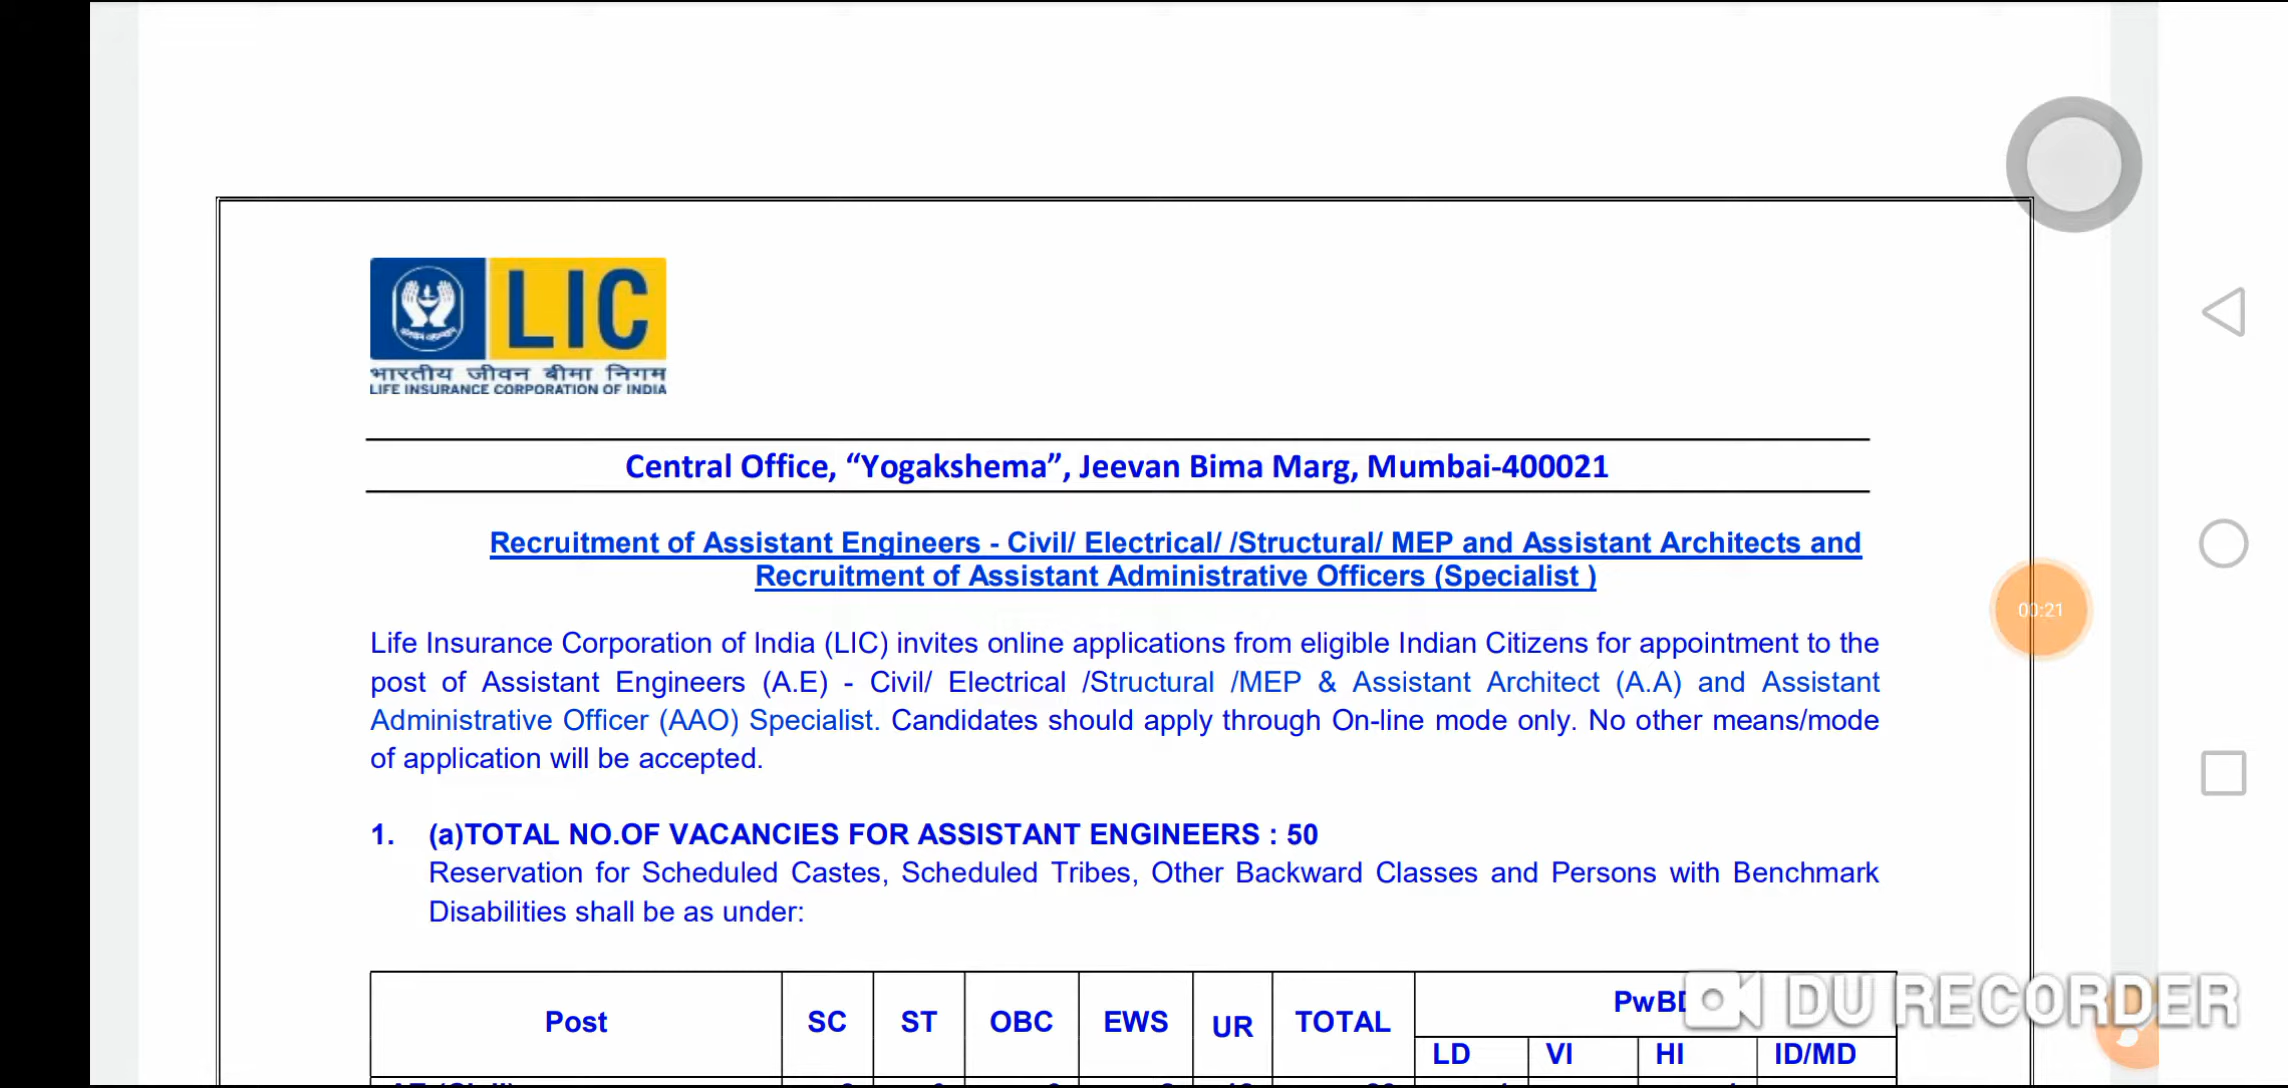 LIC
भारतीय जीवन बीमा निगम
LIFE INSURANCE CORPORATION OF INDIA
Central Office, “Yogakshema”, Jeevan Bima Marg, Mumbai-400021
Recruitment of Assistant Engineers - Civil/ Electrical/ /Structural/ MEP and Assistant Architects and
Recruitment of Assistant Administrative Officers (Specialist )
Life Insurance Corporation of India (LIC) invites online applications from eligible Indian Citizens for appointment to the
post of Assistant Engineers (A.E) - Civil/ Electrical /Structural /MEP & Assistant Architect (A.A) and Assistant
Administrative Officer (AAO) Specialist. Candidates should apply through On-line mode only. No other means/mode
of application will be accepted.
00:21
1. (a)TOTAL NO.OF VACANCIES FOR ASSISTANT ENGINEERS : 50
Reservation for Scheduled Castes, Scheduled Tribes, Other Backward Classes and Persons with Benchmark
Disabilities shall be as under:
Post SC ST OBC EWS UR TOTAL
LD VI HI ID/MD
DU RECORDER